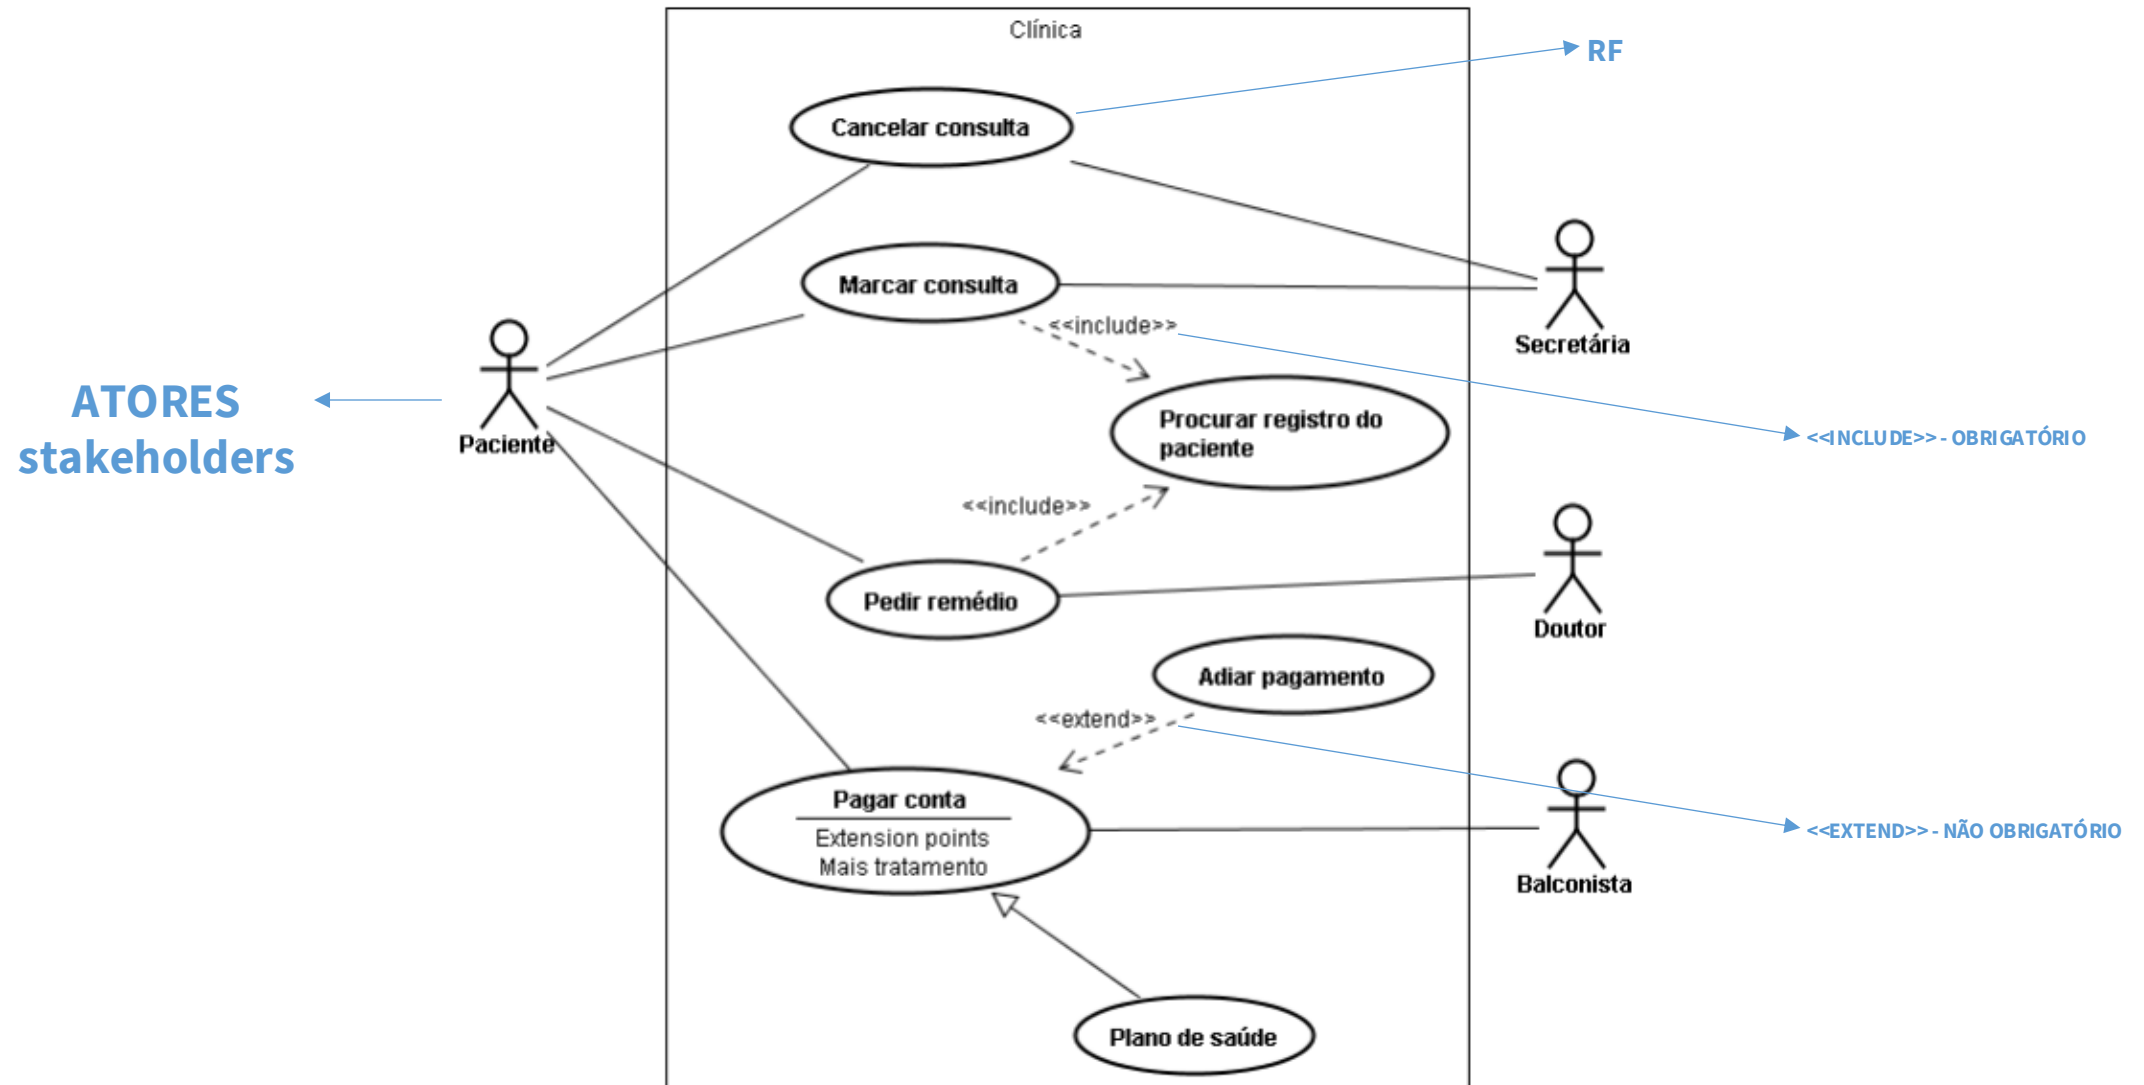 Clínica
RF
Cancelar consulta
Marcar consulta
<<include>>
Secretária
ATORES
stakeholders
Paciente
Procurar registro do
paciente
<<INCLUDE>> - OBRIGATÓRIO
<<include>>
Pedir remédio
Doutor
Adiar pagamento
<<extend>>
Pagar conta
Extension points
Mais tratamento
<<EXTEND>> - NÃO OBRIGATÓRIO
Balconista
Plano de saúde